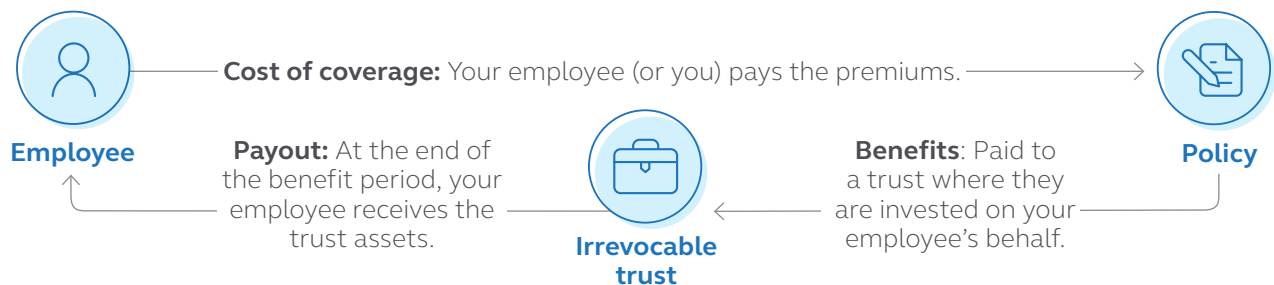 Cost of coverage: Your employee (or you) pays the premiums.
Employee
Payout: At the end of
the benefit period, your
employee receives the
trust assets.
Irrevocable
trust
Benefits: Paid to
a trust where they
are invested on your
employee’s behalf.
Policy